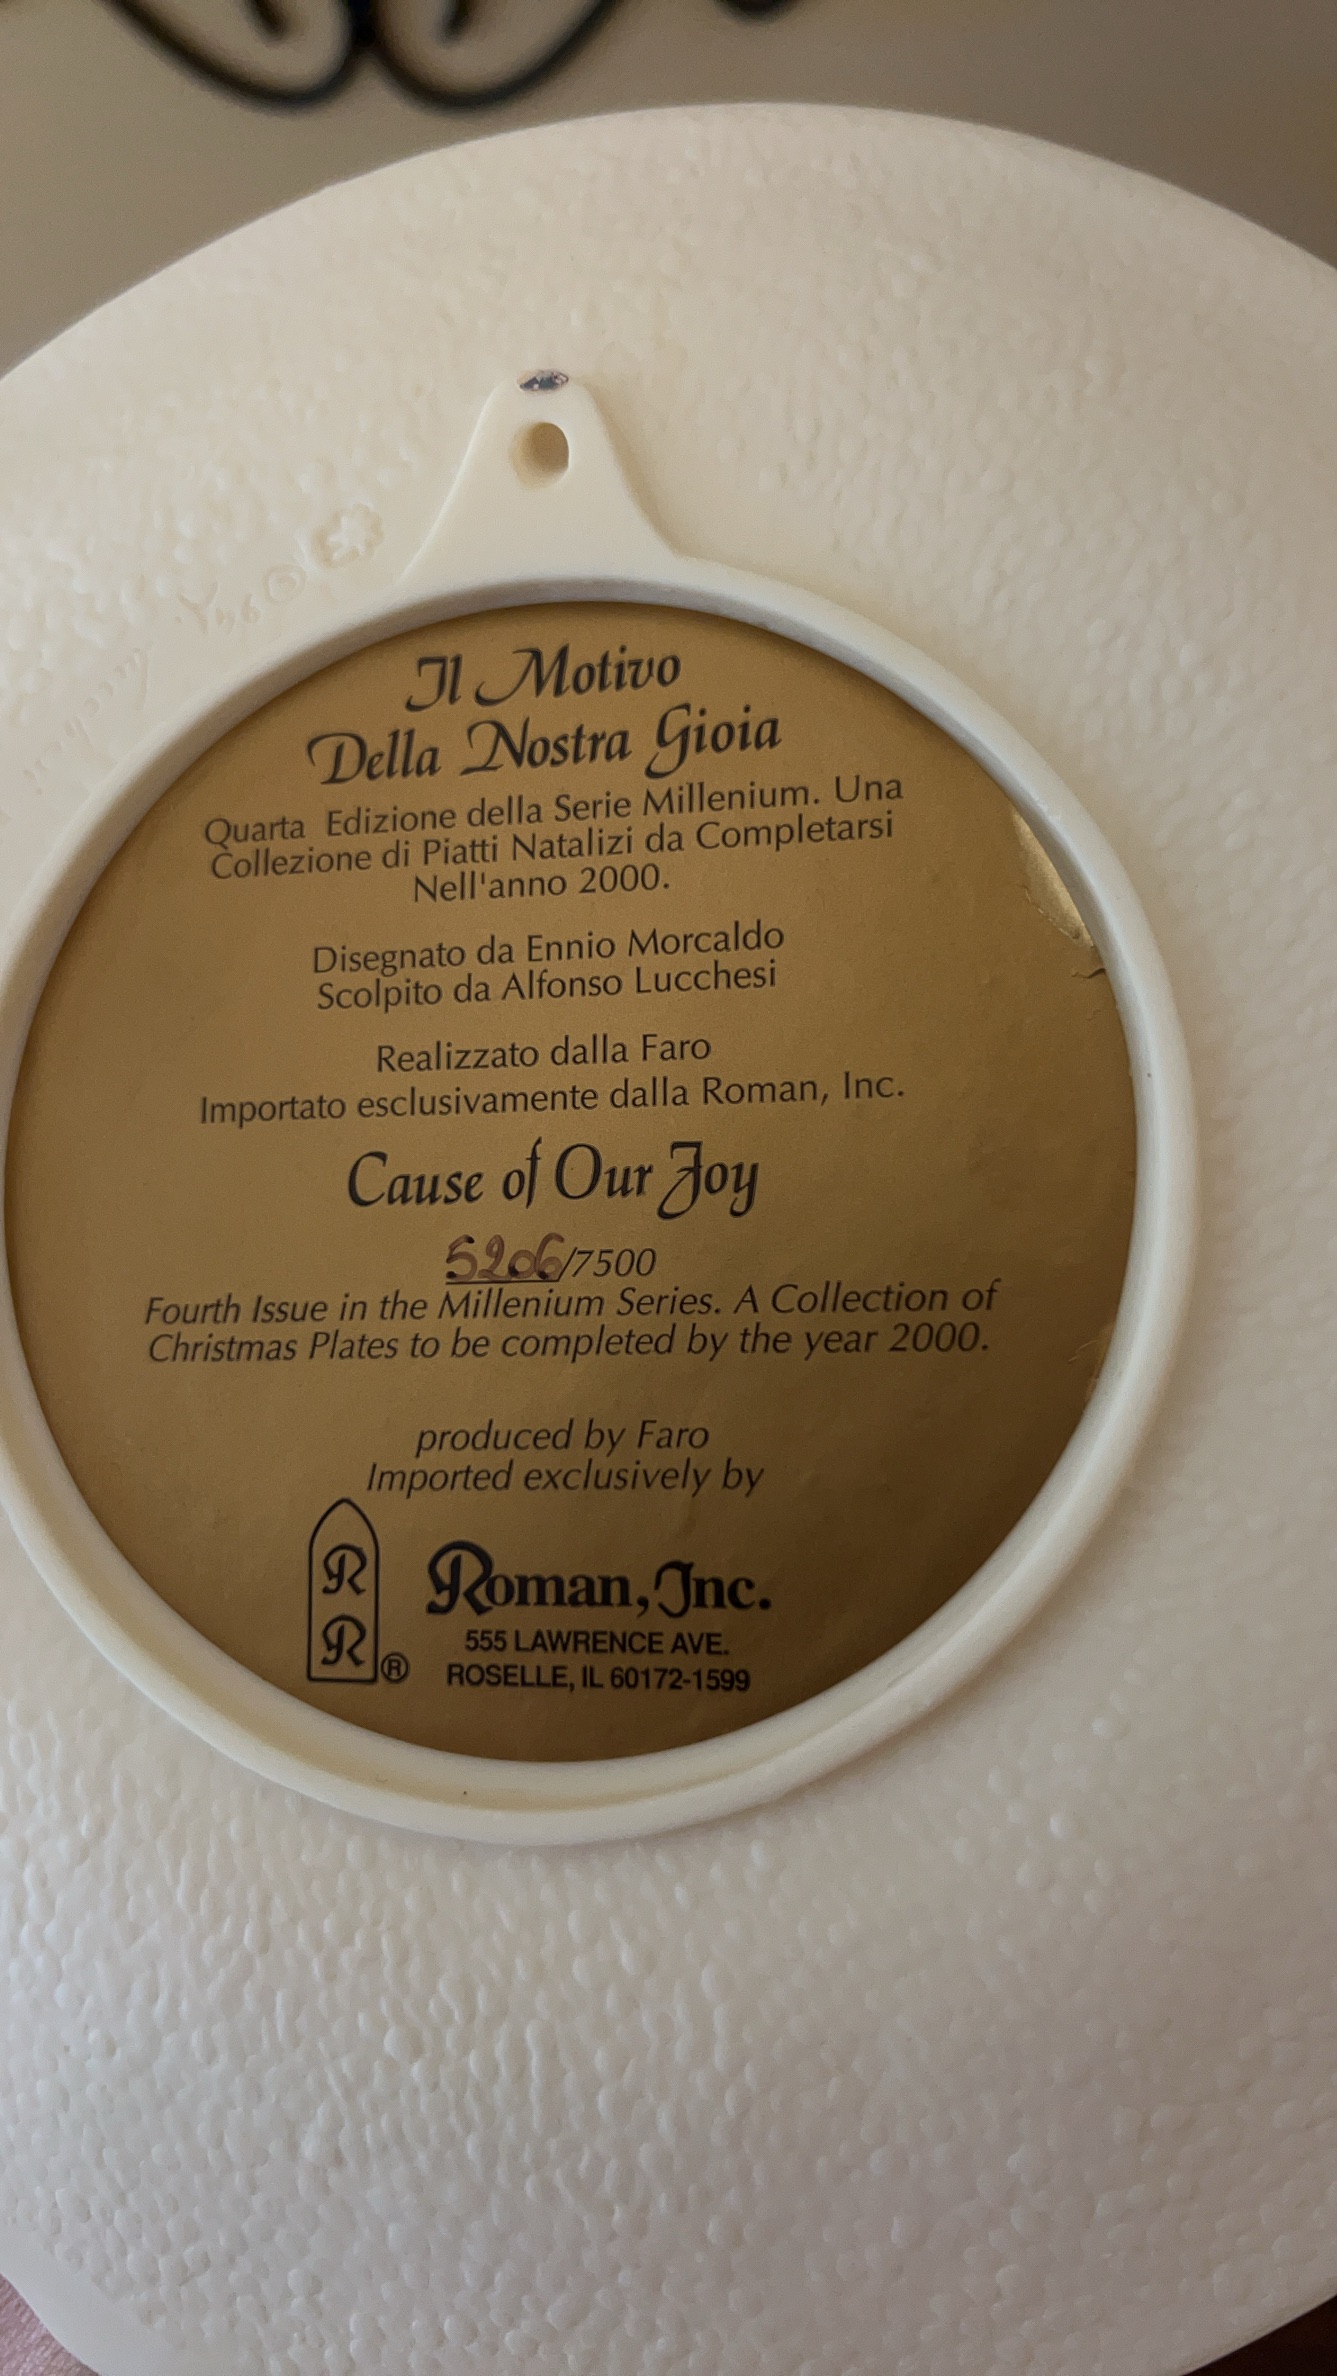 Il Motivo
Della Nostra Gioia
Quarta Edizione della Serie Millenium. Una
Collezione di Piatti Natalizi da Completarsi
Nell'anno 2000.
Disegnato da Ennio Morcaldo
Scolpito da Alfonso Lucchesi
Realizzato dalla Faro
Importato esclusivamente dalla Roman, Inc.
Cause of Our Joy
5206/7500
Fourth Issue in the Millenium Series. A Collection of
Christmas Plates to be completed by the year 2000.
produced by Faro
Imported exclusively by
R
R
®
Roman, Inc.
555 LAWRENCE AVE.
ROSELLE, IL 60172-1599